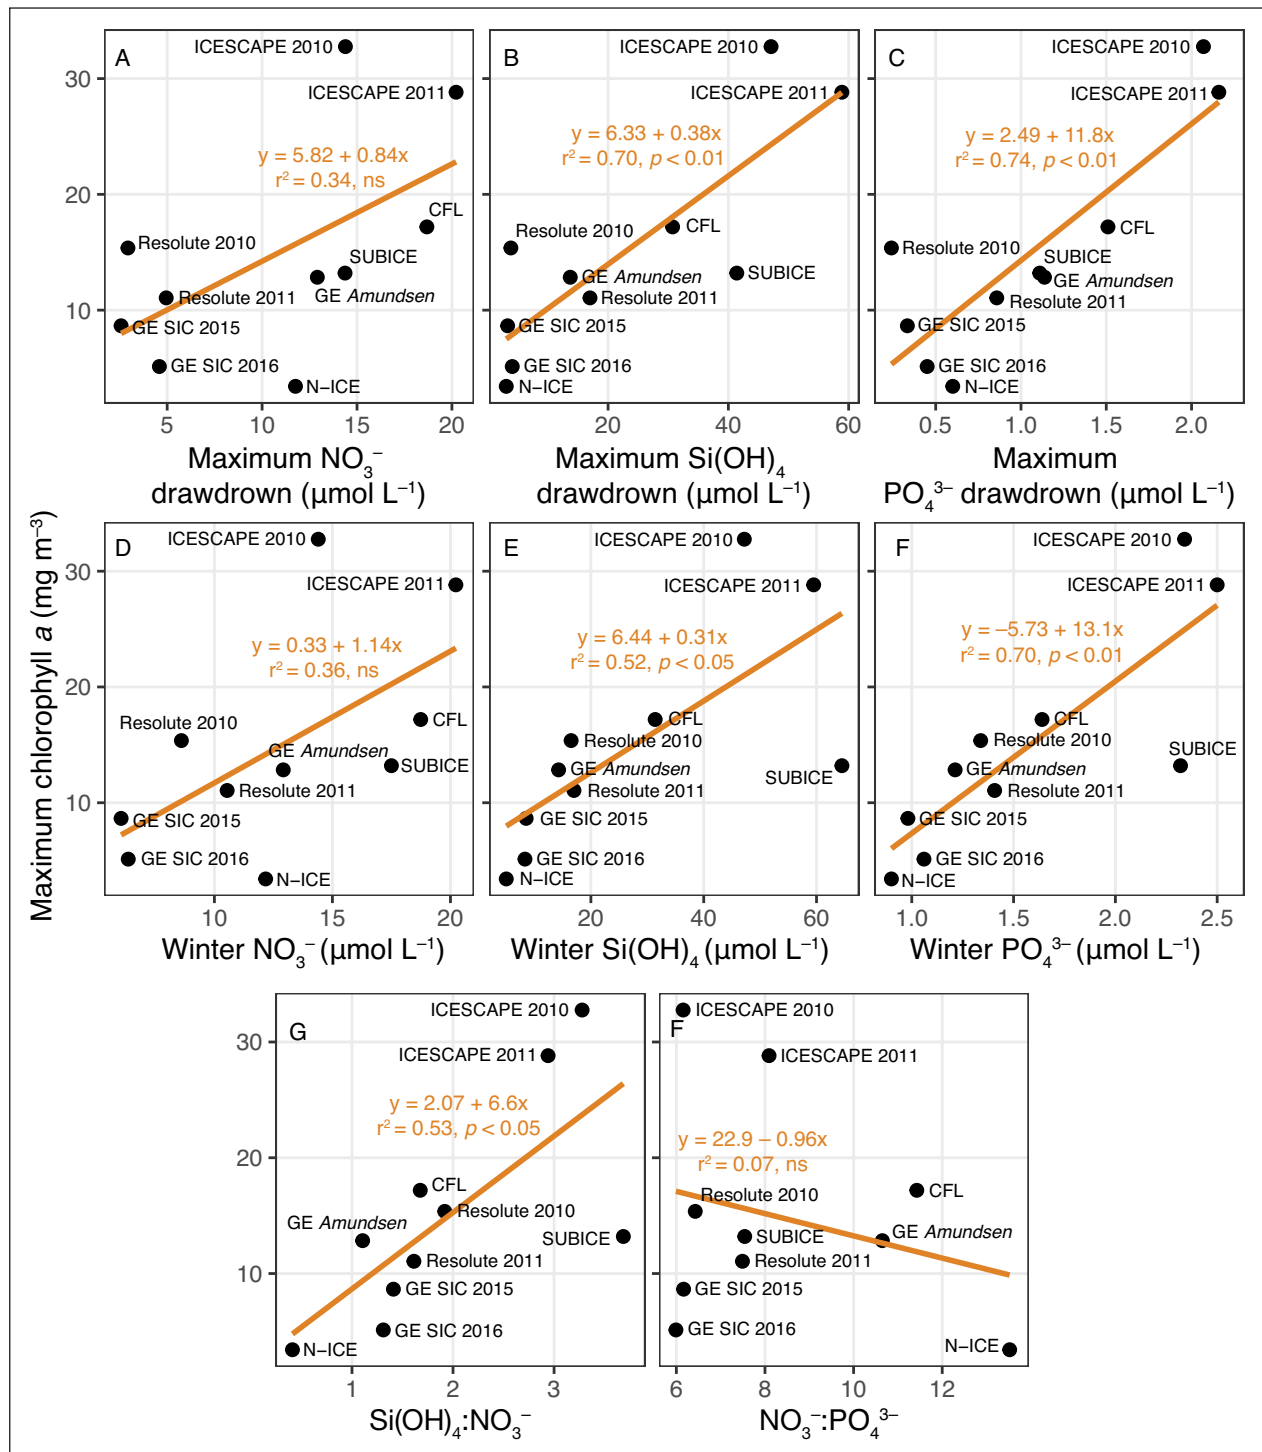 A
ICESCAPE 2010
ICESCAPE 2011
y = 5.82 + 0.84x
r² = 0.34, ns
CFL
Resolute 2010
SUBICE
GE Amundsen
Resolute 2011
GE SIC 2015
GE SIC 2016
N−ICE
30
20
10
5
10
15
20
Maximum NO₃⁻
drawdrown (μmol L⁻¹)
B
ICESCAPE 2010
ICESCAPE 2011
y = 6.33 + 0.38x
r² = 0.70, p < 0.01
Resolute 2010
CFL
GE Amundsen
SUBICE
Resolute 2011
GE SIC 2015
GE SIC 2016
N−ICE
20
40
60
Maximum Si(OH)₄
drawdrown (μmol L⁻¹)
C
ICESCAPE 2010
ICESCAPE 2011
y = 2.49 + 11.8x
r² = 0.74, p < 0.01
CFL
Resolute 2010
SUBICE
GE Amundsen
Resolute 2011
GE SIC 2015
GE SIC 2016
N−ICE
0.5
1.0
1.5
2.0
Maximum
PO₄³⁻ drawdrown (μmol L⁻¹)
Maximum chlorophyll a (mg m⁻³)
D
ICESCAPE 2010
ICESCAPE 2011
y = 0.33 + 1.14x
r² = 0.36, ns
Resolute 2010
CFL
GE Amundsen
SUBICE
Resolute 2011
GE SIC 2015
GE SIC 2016
N−ICE
30
20
10
10
15
20
Winter NO₃⁻ (μmol L⁻¹)
E
ICESCAPE 2010
ICESCAPE 2011
y = 6.44 + 0.31x
r² = 0.52, p < 0.05
CFL
Resolute 2010
GE Amundsen
SUBICE
Resolute 2011
GE SIC 2015
GE SIC 2016
N−ICE
20
40
60
Winter Si(OH)₄ (μmol L⁻¹)
F
ICESCAPE 2010
ICESCAPE 2011
y = −5.73 + 13.1x
r² = 0.70, p < 0.01
CFL
Resolute 2010
SUBICE
GE Amundsen
Resolute 2011
GE SIC 2015
GE SIC 2016
N−ICE
1.0
1.5
2.0
2.5
Winter PO₄³⁻ (μmol L⁻¹)
G
ICESCAPE 2010
ICESCAPE 2011
y = 2.07 + 6.6x
r² = 0.53, p < 0.05
CFL
Resolute 2010
GE Amundsen
SUBICE
Resolute 2011
GE SIC 2015
GE SIC 2016
N−ICE
30
20
10
1
2
3
Si(OH)₄:NO₃⁻
F
ICESCAPE 2010
ICESCAPE 2011
y = 22.9 − 0.96x
r² = 0.07, ns
Resolute 2010
CFL
SUBICE
GE Amundsen
Resolute 2011
GE SIC 2015
GE SIC 2016
N−ICE
6
8
10
12
NO₃⁻:PO₄³⁻